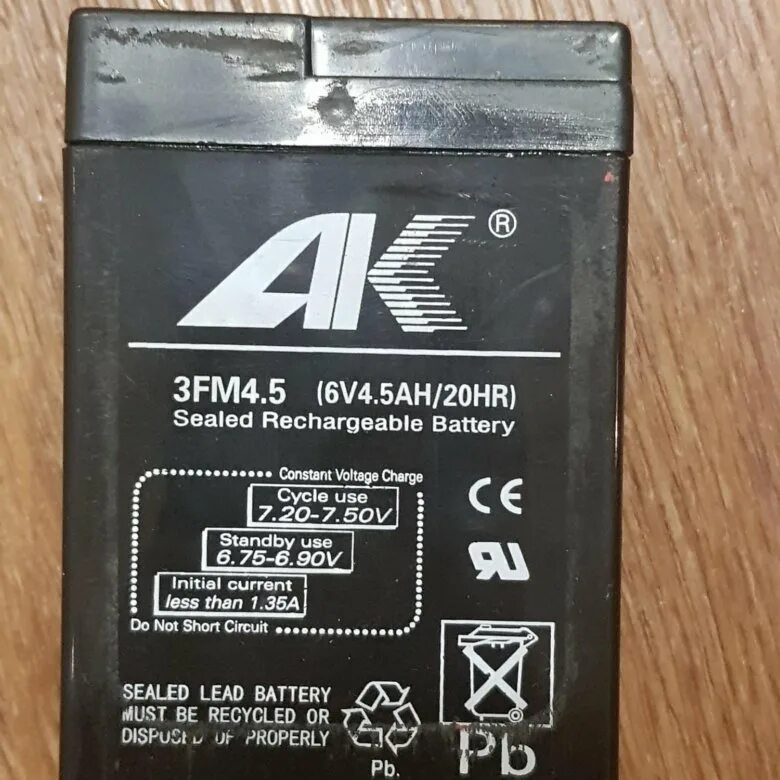 AK®
3FM4.5 (6V4.5AH/20HR)
Sealed Rechargeable Battery
Constant Voltage Charge
Cycle use
7.20-7.50V
Standby use
6.75-6.90V
Initial current
less than 1.35A
Do Not Short Circuit
CE
RU
SEALED LEAD BATTERY
MUST BE RECYCLED OR
DISPOSED OF PROPERLY
Pb.
Pb